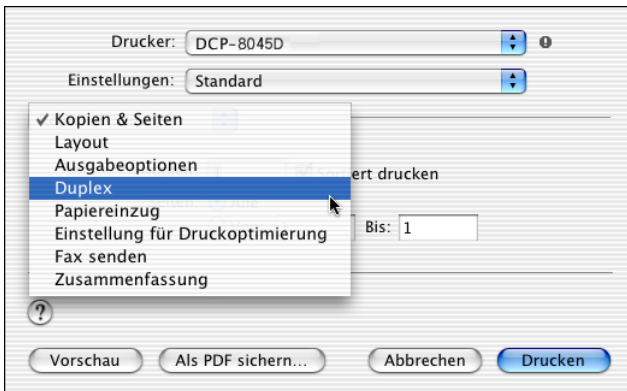 Drucker: DCP-8045D
Einstellungen: Standard
✓ Kopien & Seiten
Layout
Ausgabeoptionen
ert drucken
Duplex
Papiereinzug
Bis: 1
Einstellung für Druckoptimierung
Fax senden
Zusammenfassung
?
Vorschau Als PDF sichern... Abbrechen Drucken